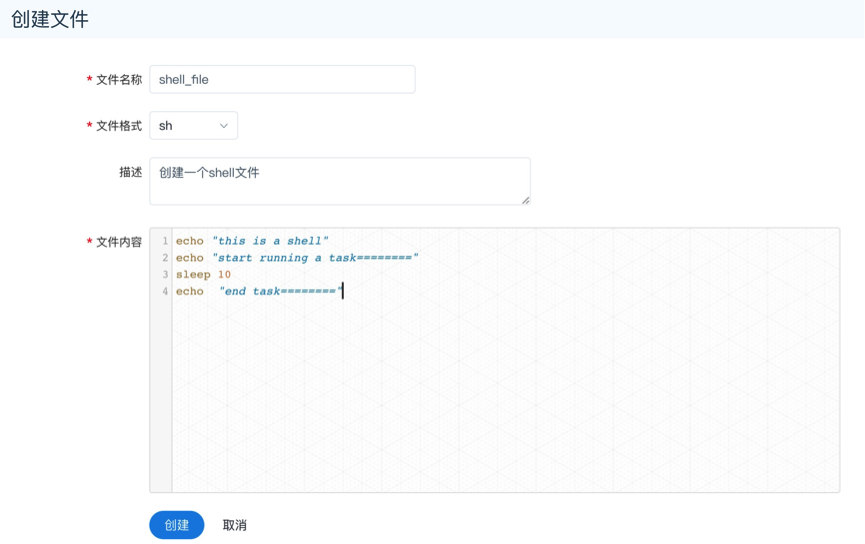 创建文件
* 文件名称 shell_file
* 文件格式 sh
描述 创建一个shell文件
* 文件内容
1 echo "this is a shell"
2 echo "start running a task========"
3 sleep 10
4 echo  "end task========"
创建 取消